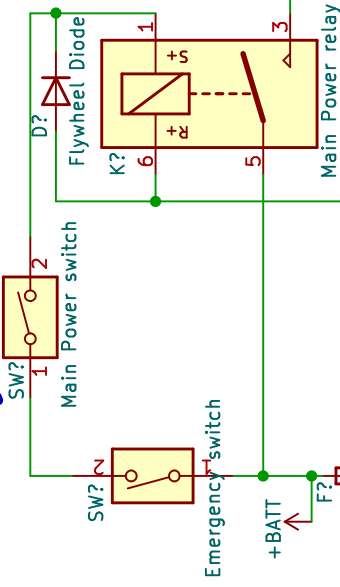 1
3
S+
R+
6
5
D?
Flywheel Diode
K?
Main Power relay
2
1
SW?
Main Power switch
2
1
SW?
Emergency switch
+BATT
F?